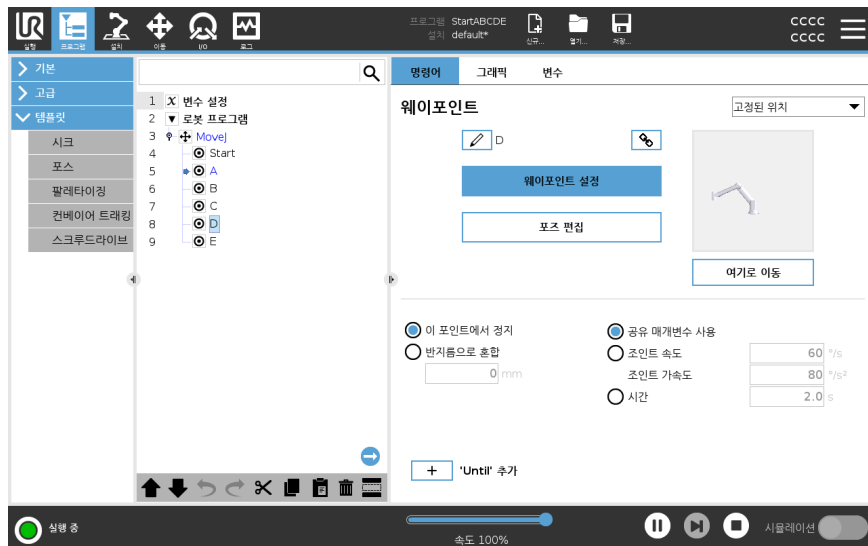 프로그램 StartABCDE
설치 default*
UR
실행 프로그램 설치 이동 I/O 로그
신규... 열기... 저장...
CCCC
CCCC
기본
고급
템플릿
시크
포스
팔레타이징
컨베이어 트래킹
스크루드라이브
1 X 변수 설정
2 로봇 프로그램
3 MoveJ
4 Start
5 A
6 B
7 C
8 D
9 E
명령어 그래픽 변수
웨이포인트 고정된 위치
D
웨이포인트 설정
포즈 편집
여기로 이동
이 포인트에서 정지 공유 매개변수 사용
반지름으로 혼합 조인트 속도 60 °/s
0 mm 조인트 가속도 80 °/s²
시간 2.0 s
+ 'Until' 추가
실행 중
속도 100%
시뮬레이션